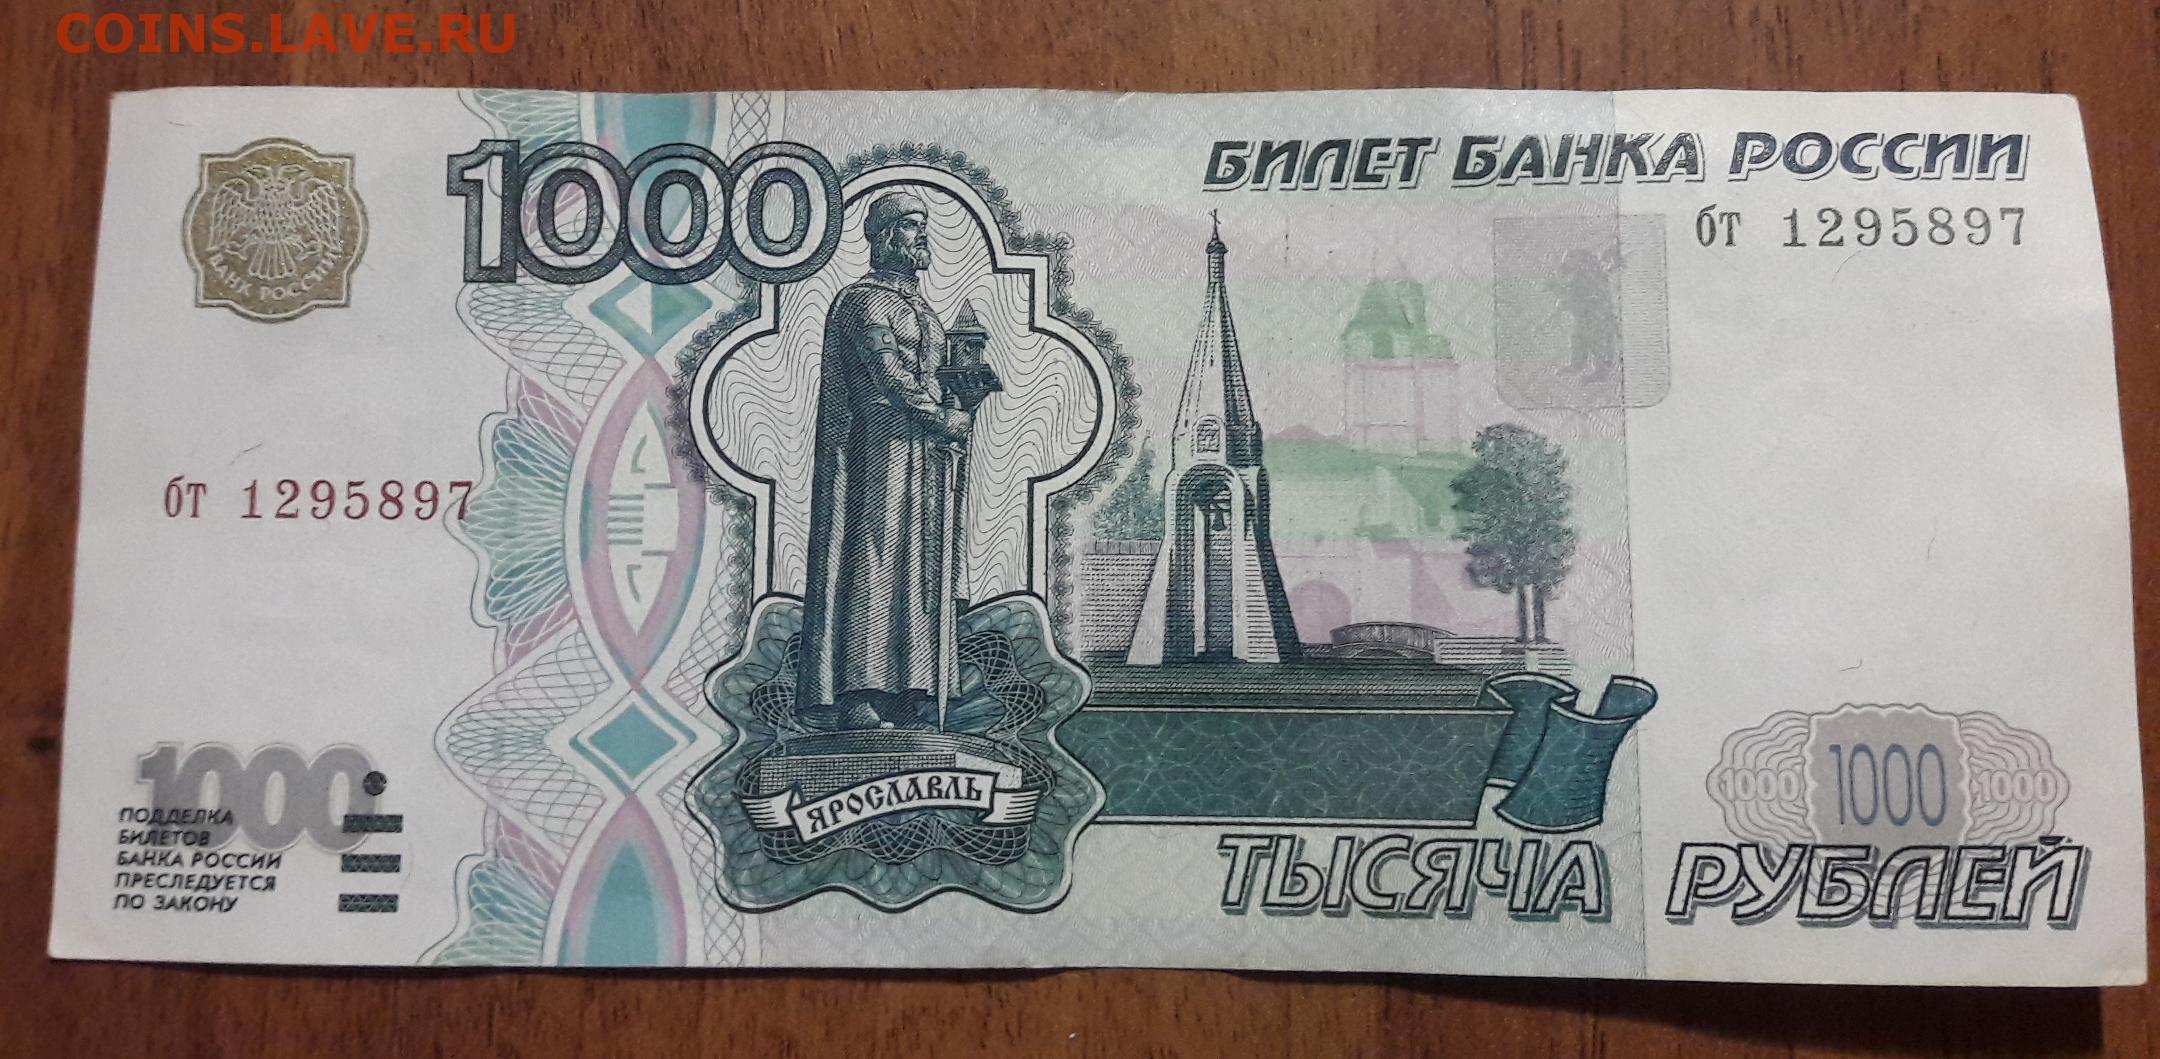 COINS.LAVE.RU
БАНК РОССИИ
1000
БИЛЕТ БАНКА РОССИИ
бт 1295897
бт 1295897
ЯРОСЛАВЛЬ
1000
ПОДДЕЛКА
БИЛЕТОВ
БАНКА РОССИИ
ПРЕСЛЕДУЕТСЯ
ПО ЗАКОНУ
1000 1000 1000
ТЫСЯЧА РУБЛЕЙ